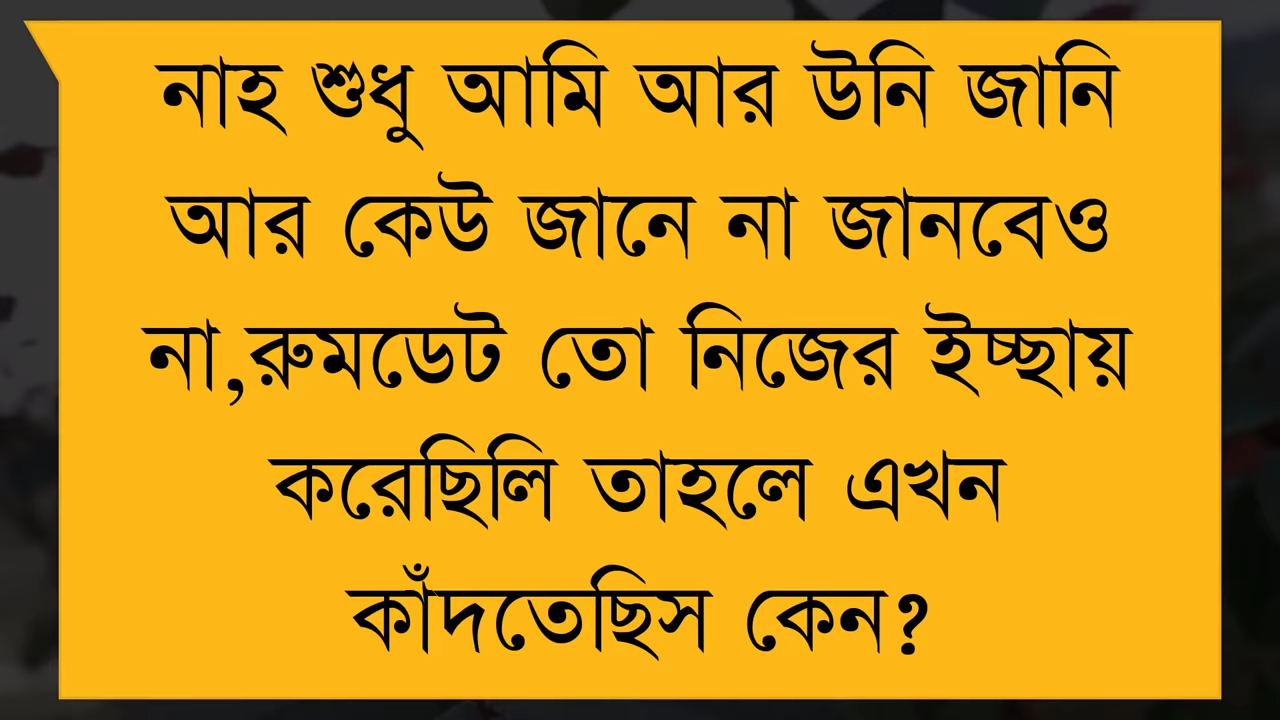 নাহ শুধু আমি আর উনি জানি
আর কেউ জানে না জানবেও
না,রুমডেট তো নিজের ইচ্ছায়
করেছিলি তাহলে এখন
কাঁদতেছিস কেন?